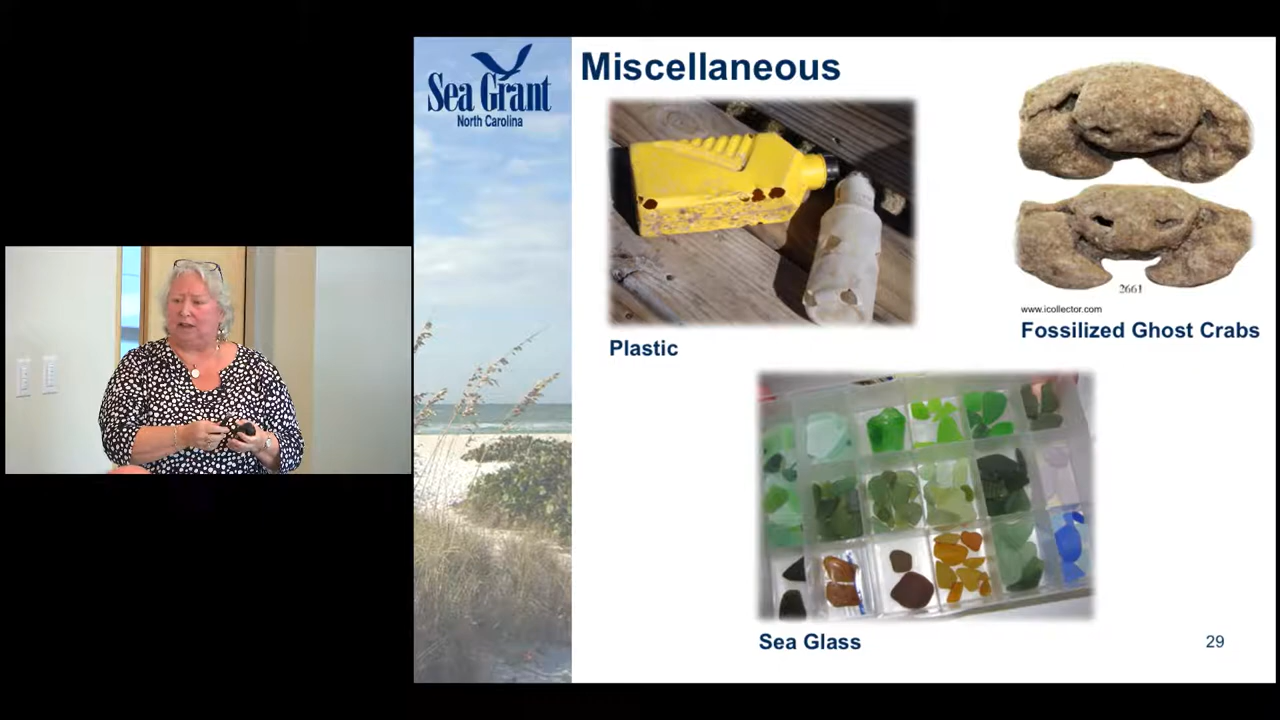 Sea Grant
North Carolina
Miscellaneous
2661
www.icollector.com
Fossilized Ghost Crabs
Plastic
Sea Glass
29